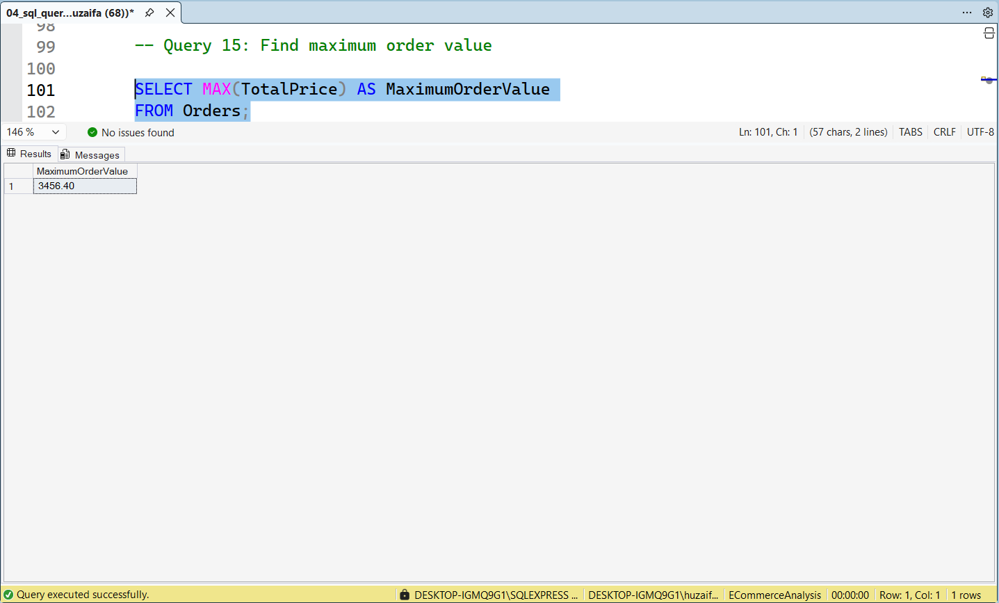 04_sql_quer...uzaifa (68))*
98
99 -- Query 15: Find maximum order value
100
101 SELECT MAX(TotalPrice) AS MaximumOrderValue
102 FROM Orders;
146 % No issues found Ln: 101, Ch: 1 (57 chars, 2 lines) TABS CRLF UTF-8
Results Messages
MaximumOrderValue
1 3456.40
Query executed successfully. DESKTOP-IGMQ9G1\SQLEXPRESS ... DESKTOP-IGMQ9G1\huzaif... ECommerceAnalysis 00:00:00 Row: 1, Col: 1 1 rows